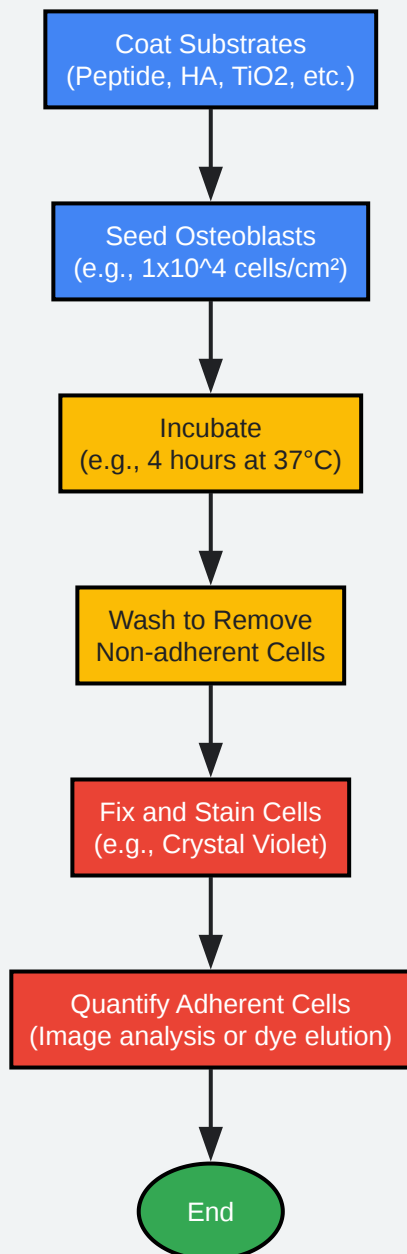 Coat Substrates
(Peptide, HA, TiO2, etc.)
Seed Osteoblasts
(e.g., 1x10^4 cells/cm²)
Incubate
(e.g., 4 hours at 37°C)
Wash to Remove
Non-adherent Cells
Fix and Stain Cells
(e.g., Crystal Violet)
Quantify Adherent Cells
(Image analysis or dye elution)
End